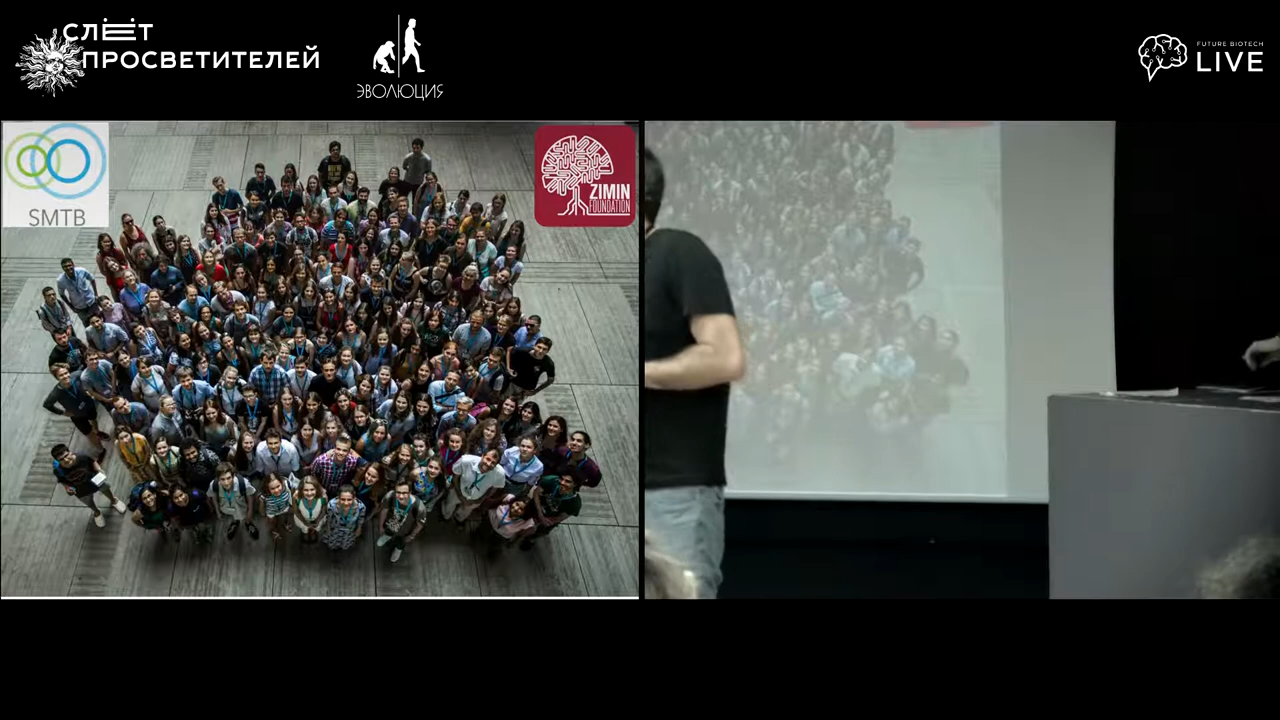 СЛЁТ
ПРОСВЕТИТЕЛЕЙ
ЭВОЛЮЦИЯ
FUTURE BIOTECH
LIVE
SMTB
ZIMIN
FOUNDATION